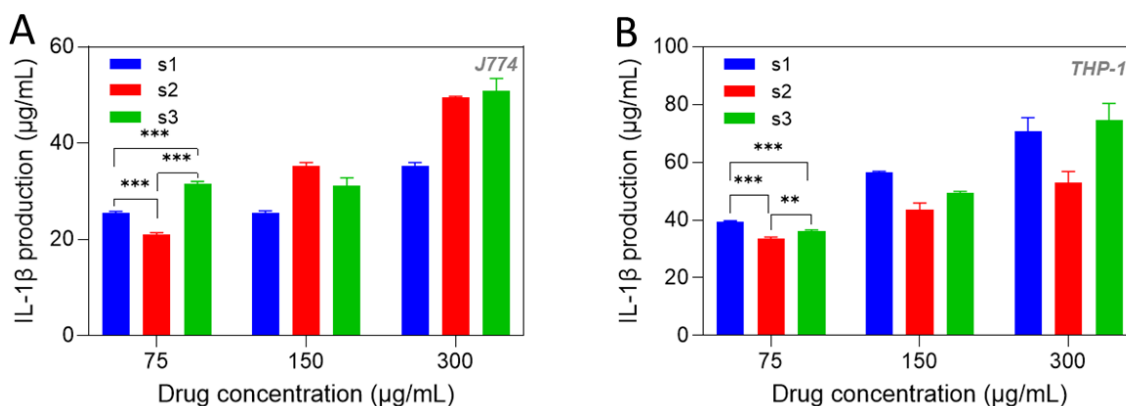 A
IL-1β production (µg/mL)
60
40
20
0
s1
s2
s3
J774
***
***
***
75
150
300
Drug concentration (µg/mL)
B
IL-1β production (µg/mL)
100
80
60
40
20
0
s1
s2
s3
THP-1
***
***
**
75
150
300
Drug concentration (µg/mL)